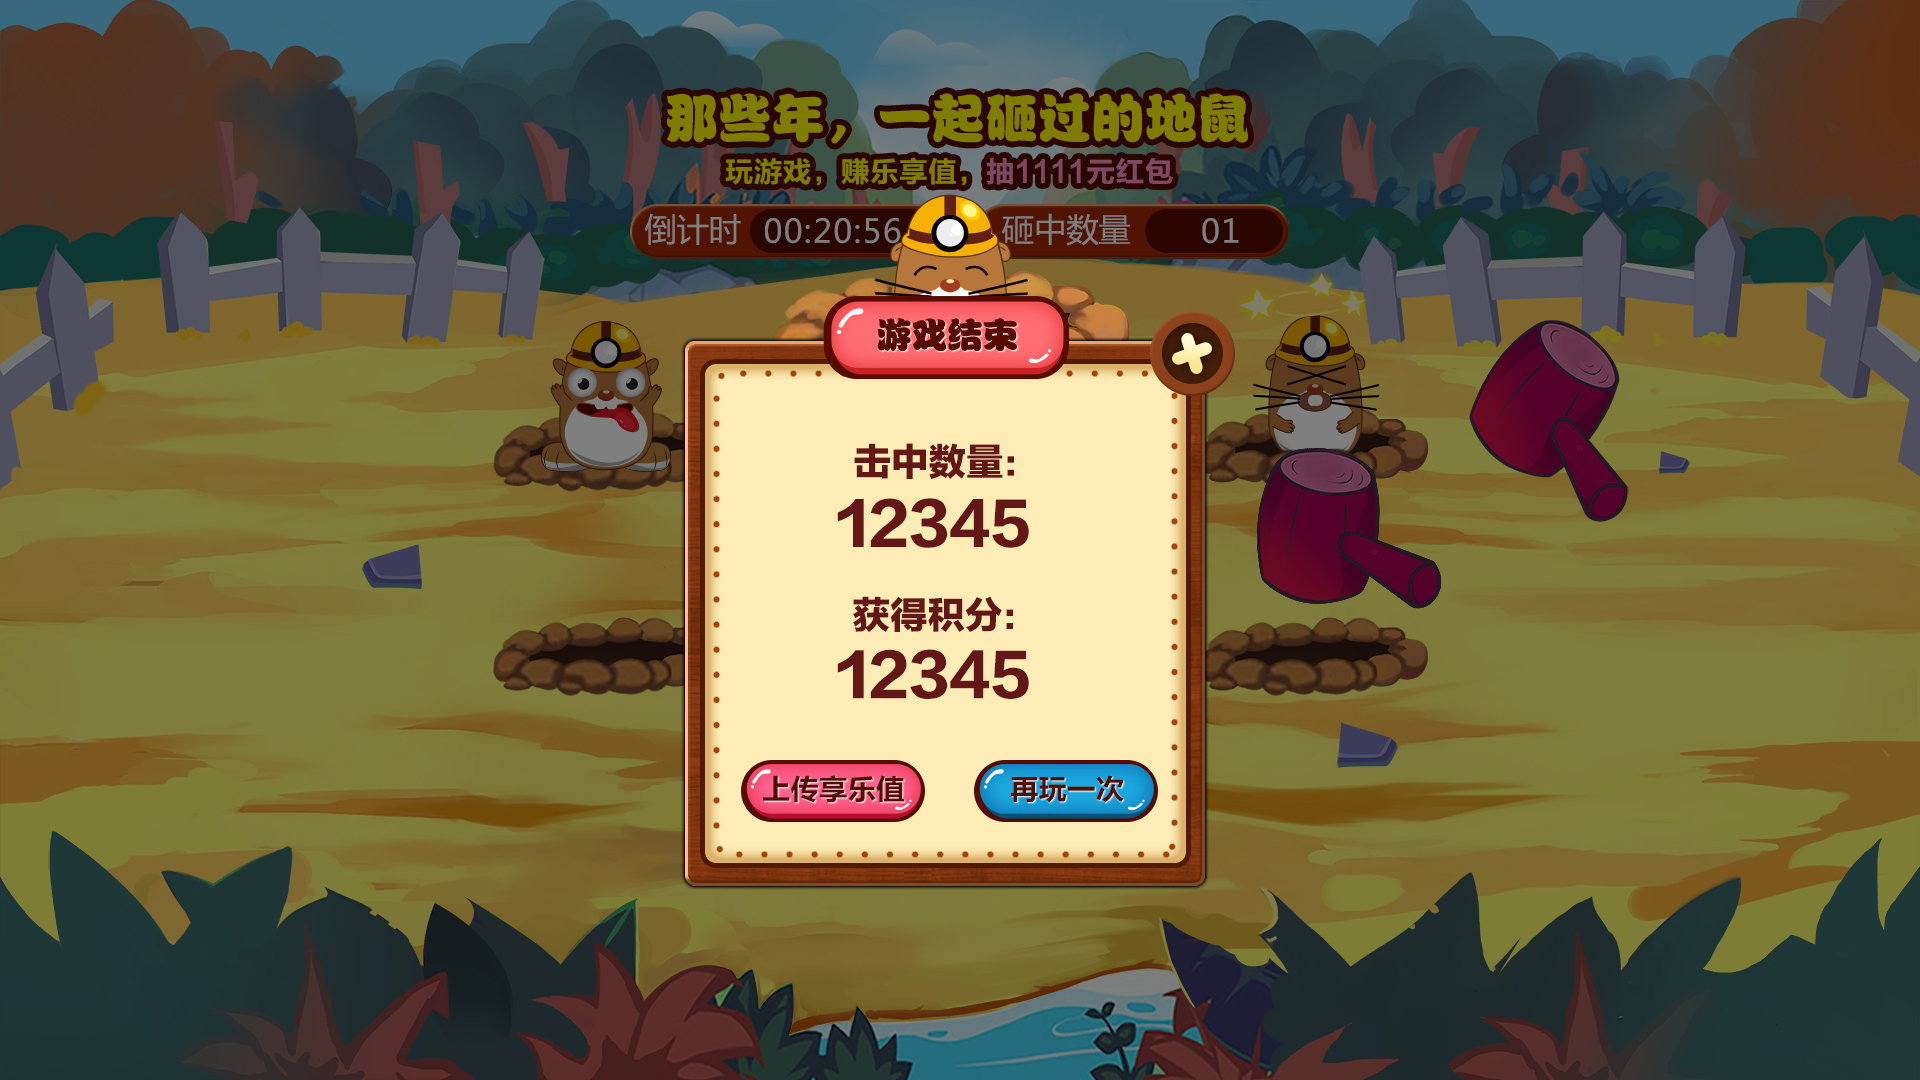 那些年，一起砸过的地鼠
玩游戏，赚乐享值，抽1111元红包
倒计时 00:20:56 砸中数量 01
游戏结束
击中数量:
12345
获得积分:
12345
上传享乐值 再玩一次